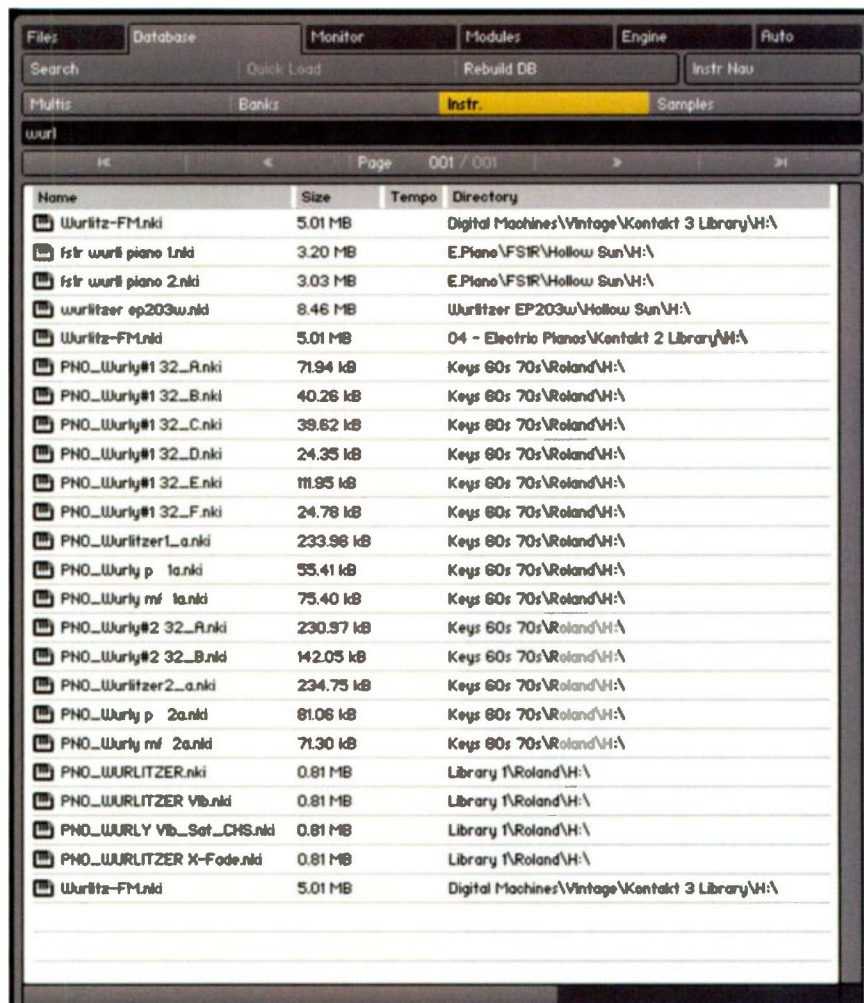 Files Database Monitor Modules Engine Auto
Search Quick Load Rebuild DB Instr Nav
Multis Banks Instr. Samples
wurl
Page 001 / 001
Name Size Tempo Directory
Wurlitz-FM.nki 5.01 MB Digital Machines\Vintage\Kontakt 3 Library\H:\
fs1r wurli piano 1.nki 3.20 MB E.Piano\FS1R\Hollow Sun\H:\
fs1r wurli piano 2.nki 3.03 MB E.Piano\FS1R\Hollow Sun\H:\
wurlitzer ep203w.nki 8.46 MB Wurlitzer EP203w\Hollow Sun\H:\
Wurlitz-FM.nki 5.01 MB 04 - Electric Pianos\Kontakt 2 Library\H:\
PNO_Wurly#1 32_A.nki 71.94 kB Keys 60s 70s\Roland\H:\
PNO_Wurly#1 32_B.nki 40.26 kB Keys 60s 70s\Roland\H:\
PNO_Wurly#1 32_C.nki 39.62 kB Keys 60s 70s\Roland\H:\
PNO_Wurly#1 32_D.nki 24.35 kB Keys 60s 70s\Roland\H:\
PNO_Wurly#1 32_E.nki 111.95 kB Keys 60s 70s\Roland\H:\
PNO_Wurly#1 32_F.nki 24.78 kB Keys 60s 70s\Roland\H:\
PNO_Wurlitzer1_a.nki 233.98 kB Keys 60s 70s\Roland\H:\
PNO_Wurly p 1a.nki 55.41 kB Keys 60s 70s\Roland\H:\
PNO_Wurly mf 1a.nki 75.40 kB Keys 60s 70s\Roland\H:\
PNO_Wurly#2 32_A.nki 230.97 kB Keys 60s 70s\Roland\H:\
PNO_Wurly#2 32_B.nki 142.05 kB Keys 60s 70s\Roland\H:\
PNO_Wurlitzer2_a.nki 234.75 kB Keys 60s 70s\Roland\H:\
PNO_Wurly p 2a.nki 81.06 kB Keys 60s 70s\Roland\H:\
PNO_Wurly mf 2a.nki 71.30 kB Keys 60s 70s\Roland\H:\
PNO_WURLITZER.nki 0.81 MB Library 1\Roland\H:\
PNO_WURLITZER Vib.nki 0.81 MB Library 1\Roland\H:\
PNO_WURLY Vib_Sat_CHS.nki 0.81 MB Library 1\Roland\H:\
PNO_WURLITZER X-Fade.nki 0.81 MB Library 1\Roland\H:\
Wurlitz-FM.nki 5.01 MB Digital Machines\Vintage\Kontakt 3 Library\H:\